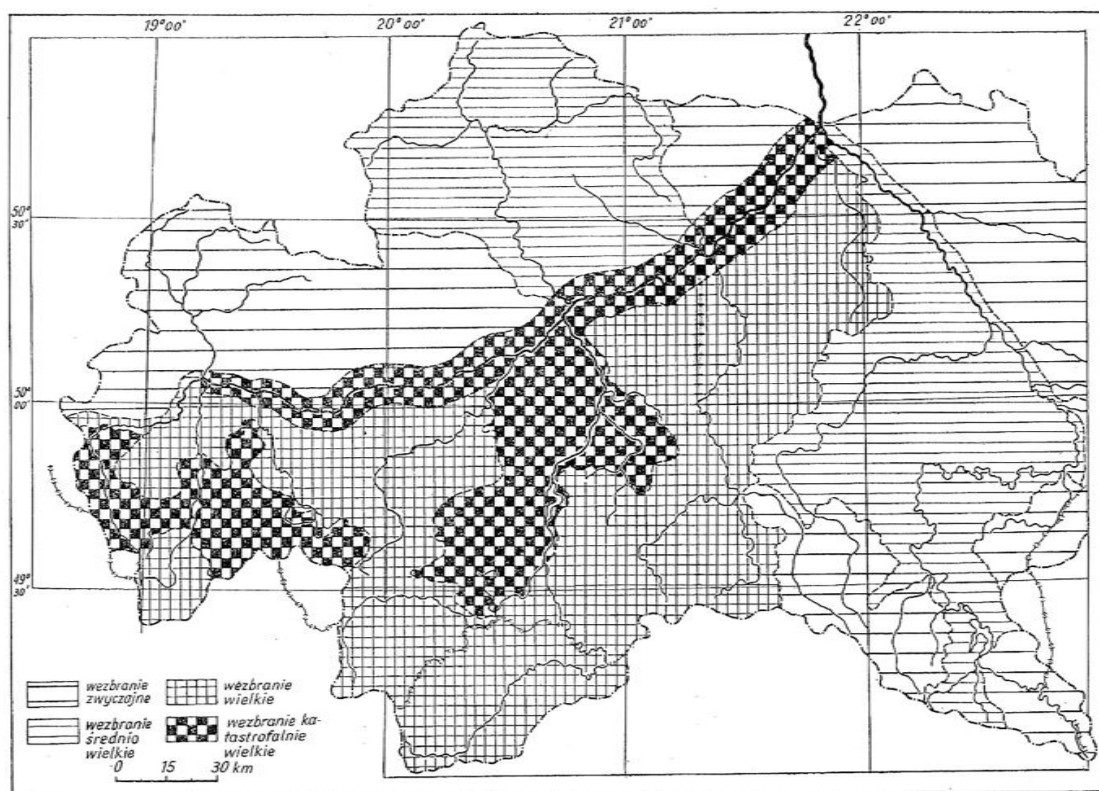 19°00' 20°00' 21°00' 22°00'
50°
30'
50°
00'
49°
30'
wezbranie
zwyczajne
wezbranie
wielkie
wezbranie
średnio
wielkie
wezbranie ka-
tastrofalnie
wielkie
0 15 30 km